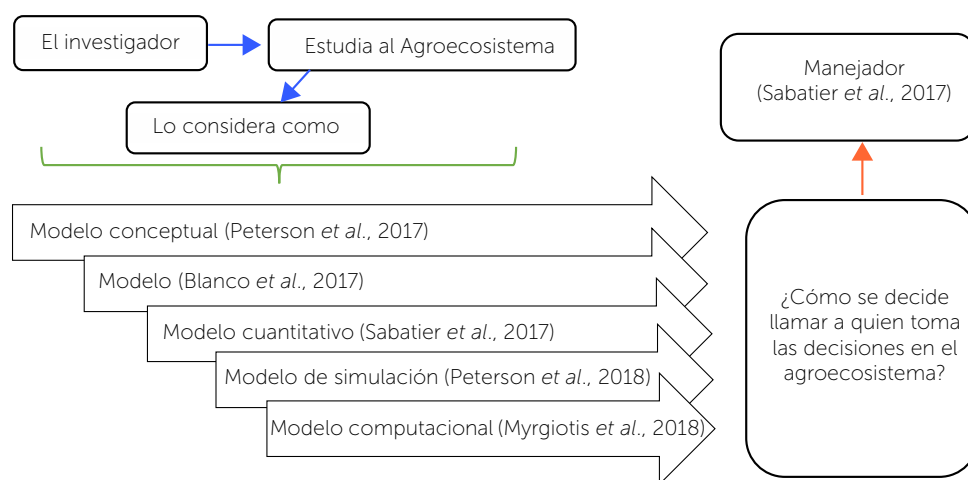 El investigador
Estudia al Agroecosistema
Lo considera como
Modelo conceptual (Peterson et al., 2017)
Modelo (Blanco et al., 2017)
Modelo cuantitativo (Sabatier et al., 2017)
Modelo de simulación (Peterson et al., 2018)
Modelo computacional (Myrgiotis et al., 2018)
Manejador
(Sabatier et al., 2017)
¿Cómo se decide
llamar a quien toma
las decisiones en el
agroecosistema?